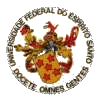 UNIVERSIDADE FEDERAL DO ESPIRITO SANTO
DOCETE OMNES GENTES